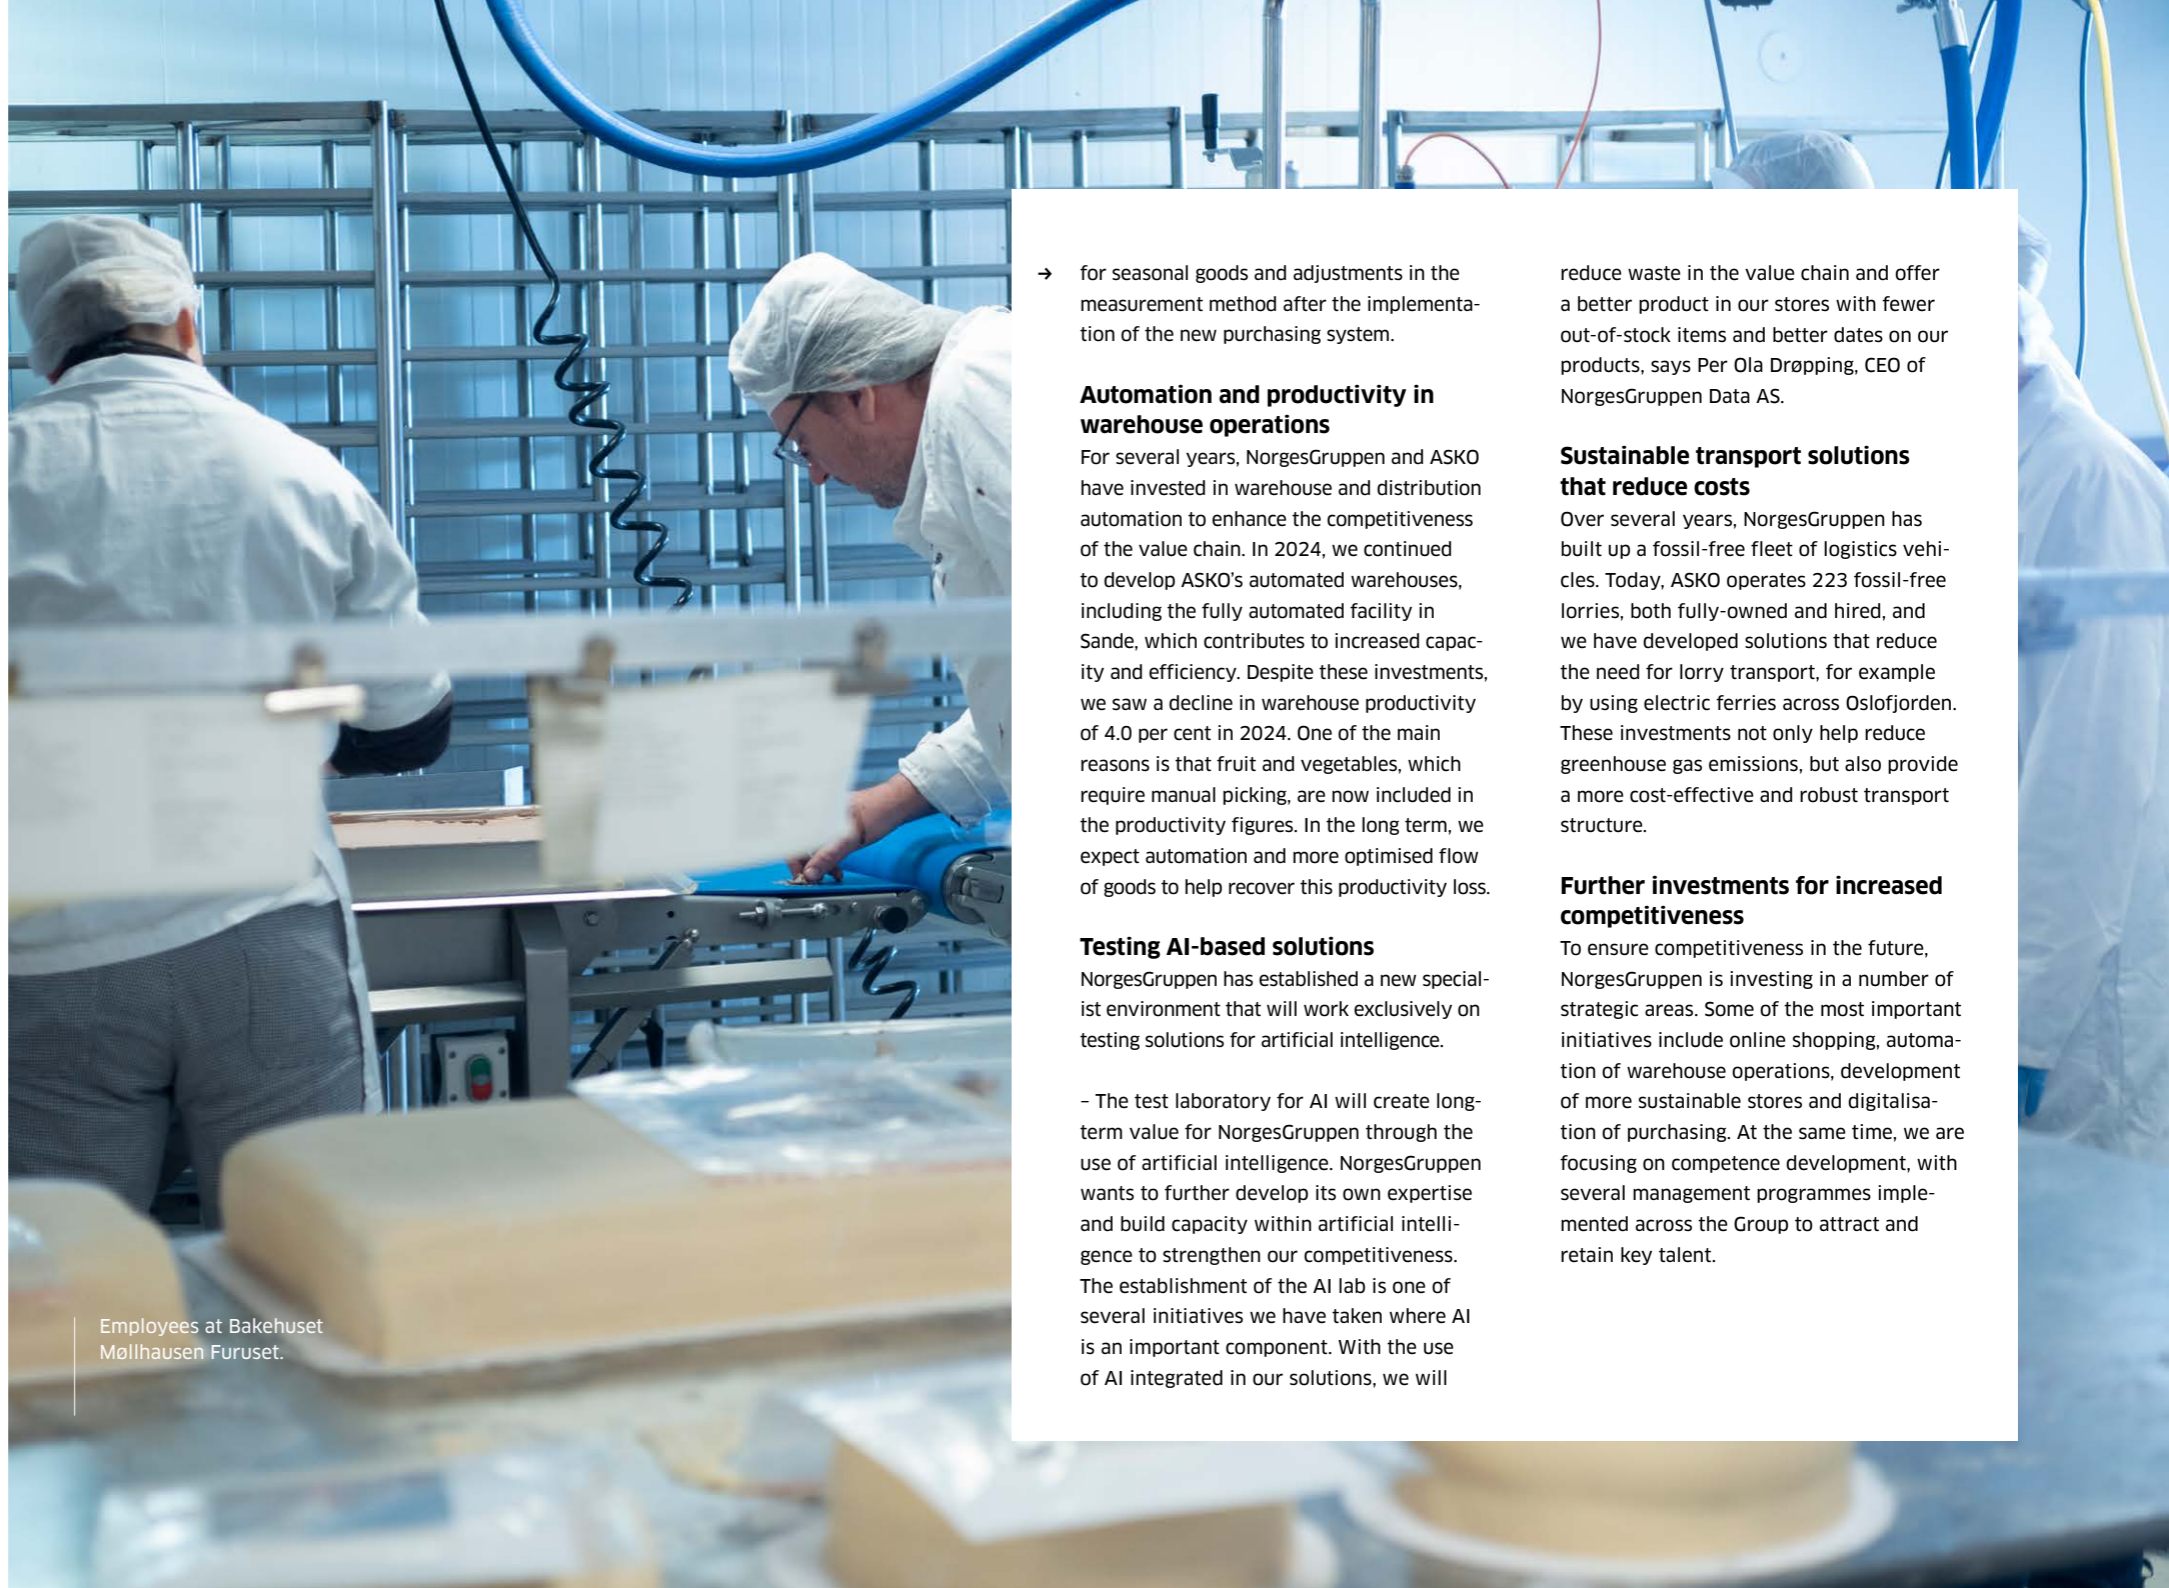 → for seasonal goods and adjustments in the
measurement method after the implementa-
tion of the new purchasing system.
Automation and productivity in
warehouse operations
For several years, NorgesGruppen and ASKO
have invested in warehouse and distribution
automation to enhance the competitiveness
of the value chain. In 2024, we continued
to develop ASKO's automated warehouses,
including the fully automated facility in
Sande, which contributes to increased capac-
ity and efficiency. Despite these investments,
we saw a decline in warehouse productivity
of 4.0 per cent in 2024. One of the main
reasons is that fruit and vegetables, which
require manual picking, are now included in
the productivity figures. In the long term, we
expect automation and more optimised flow
of goods to help recover this productivity loss.
Testing AI-based solutions
NorgesGruppen has established a new special-
ist environment that will work exclusively on
testing solutions for artificial intelligence.
– The test laboratory for AI will create long-
term value for NorgesGruppen through the
use of artificial intelligence. NorgesGruppen
wants to further develop its own expertise
and build capacity within artificial intelli-
gence to strengthen our competitiveness.
The establishment of the AI lab is one of
several initiatives we have taken where AI
is an important component. With the use
of AI integrated in our solutions, we will
reduce waste in the value chain and offer
a better product in our stores with fewer
out-of-stock items and better dates on our
products, says Per Ola Drøpping, CEO of
NorgesGruppen Data AS.
Sustainable transport solutions
that reduce costs
Over several years, NorgesGruppen has
built up a fossil-free fleet of logistics vehi-
cles. Today, ASKO operates 223 fossil-free
lorries, both fully-owned and hired, and
we have developed solutions that reduce
the need for lorry transport, for example
by using electric ferries across Oslofjorden.
These investments not only help reduce
greenhouse gas emissions, but also provide
a more cost-effective and robust transport
structure.
Further investments for increased
competitiveness
To ensure competitiveness in the future,
NorgesGruppen is investing in a number of
strategic areas. Some of the most important
initiatives include online shopping, automa-
tion of warehouse operations, development
of more sustainable stores and digitalisa-
tion of purchasing. At the same time, we are
focusing on competence development, with
several management programmes imple-
mented across the Group to attract and
retain key talent.
Employees at Bakehuset
Møllhausen Furuset.